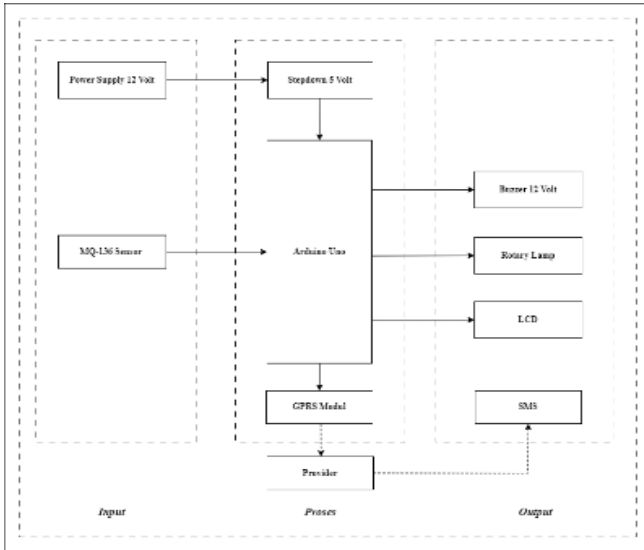 Power Supply 12 Volt
Stepdown 5 Volt
Buzzer 12 Volt
MQ-136 Sensor
Arduino Uno
Rotary Lamp
LCD
GPRS Modul
SMS
Provider
Input
Proses
Output